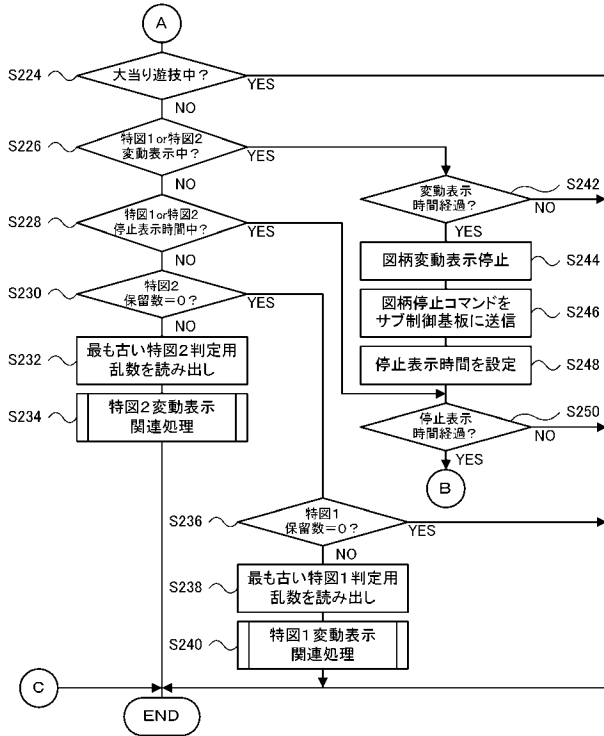 A
S224
大当り遊技中？
YES
NO
S226
特図1or特図2
変動表示中？
YES
NO
S242
変動表示
時間経過？
NO
YES
S228
特図1or特図2
停止表示時間中？
YES
NO
S244
図柄変動表示停止
S230
特図2
保留数＝0？
YES
NO
S246
図柄停止コマンドを
サブ制御基板に送信
S232
最も古い特図2判定用
乱数を読み出し
S248
停止表示時間を設定
S234
特図2変動表示
関連処理
S250
停止表示
時間経過？
NO
YES
B
S236
特図1
保留数＝0？
YES
NO
S238
最も古い特図1判定用
乱数を読み出し
S240
特図1変動表示
関連処理
C
END